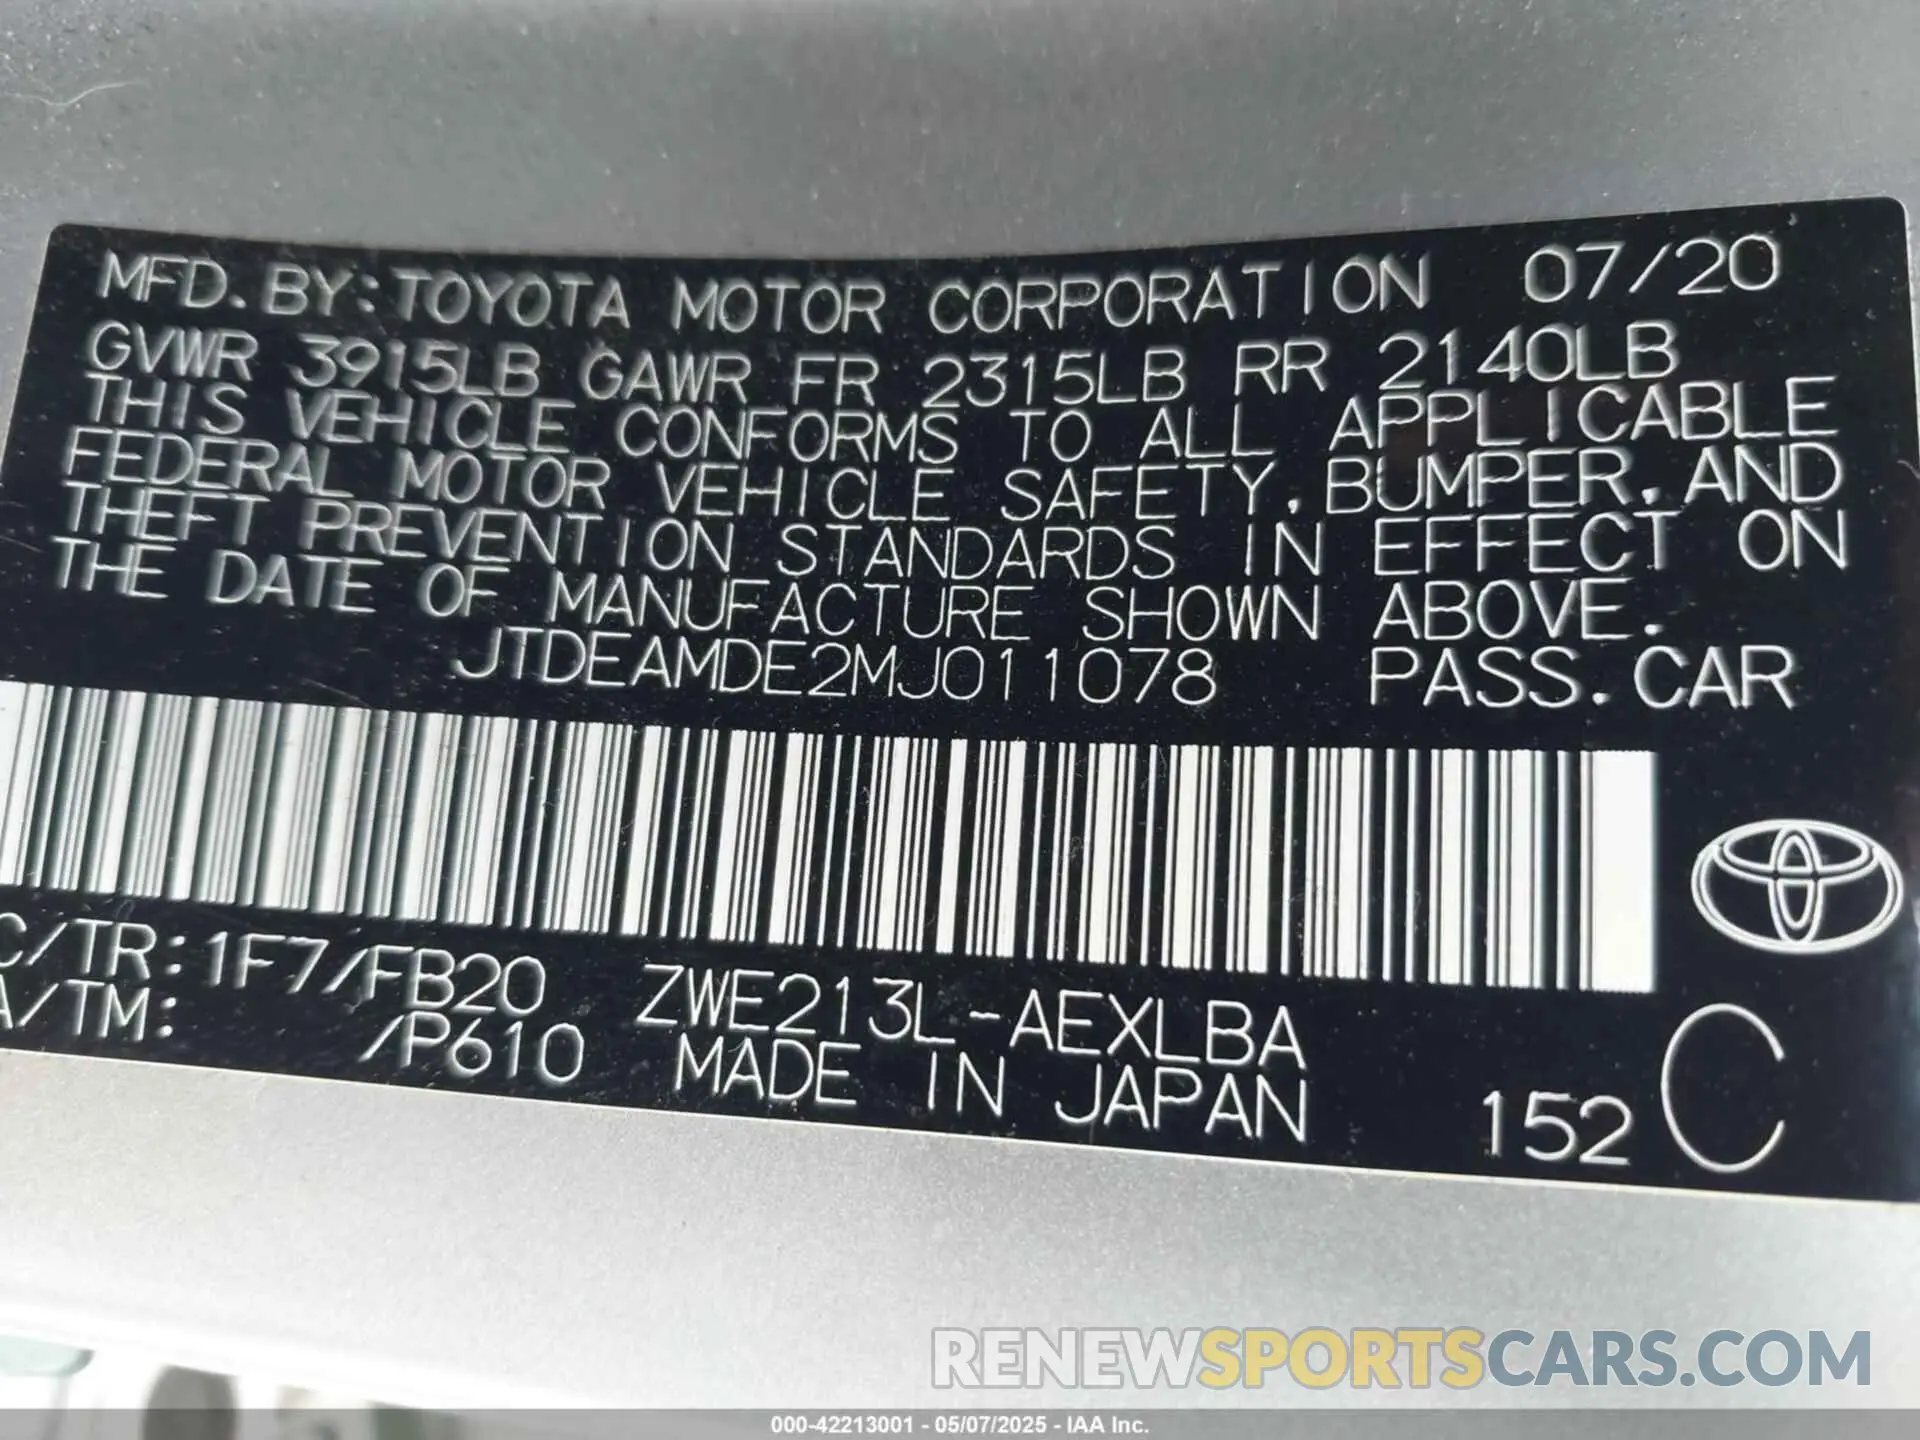 MFD. BY: TOYOTA MOTOR CORPORATION 07/20
GVWR 3915LB GAWR FR 2315LB RR 2140LB
THIS VEHICLE CONFORMS TO ALL APPLICABLE
FEDERAL MOTOR VEHICLE SAFETY, BUMPER, AND
THEFT PREVENTION STANDARDS IN EFFECT ON
THE DATE OF MANUFACTURE SHOWN ABOVE.
JTDEAMDE2MJ011078 PASS. CAR
C/TR: 1F7/FB20 ZWE213L-AEXLBA
A/TM: /P610 MADE IN JAPAN 152 C
RENEWSPORTSCARS.COM
000-42213001 - 05/07/2025 - IAA Inc.